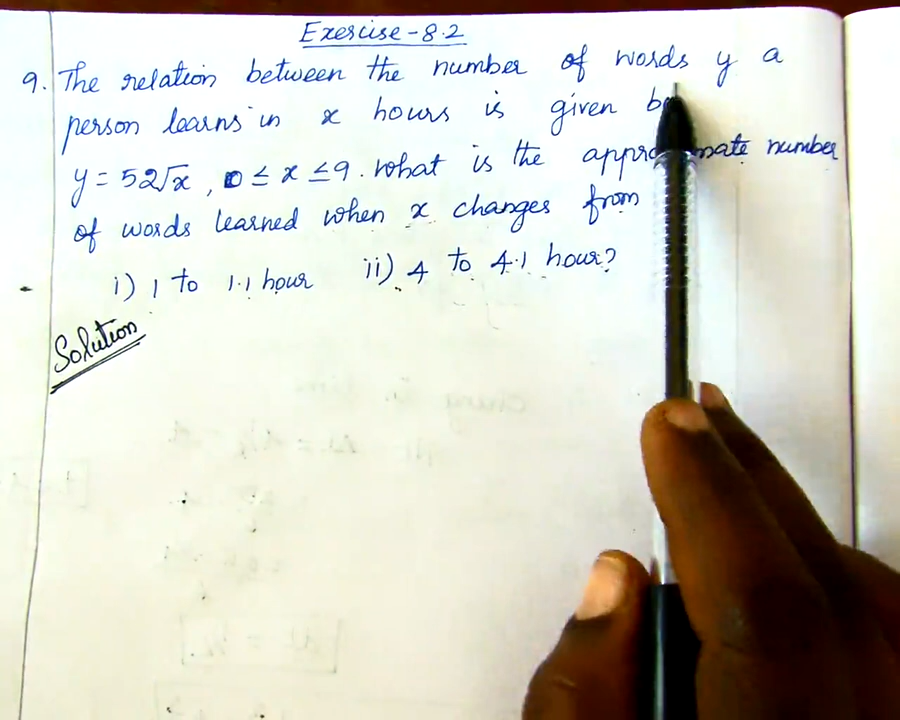 Exercise-8.2
9. The relation between the number of words y a
person learns in x hours is given
y = 52√x, 0 ≤ x ≤ 9. what is the number
of words learned when x changes from
i) 1 to 1.1 hour ii) 4 to 4.1 hour?
Solution